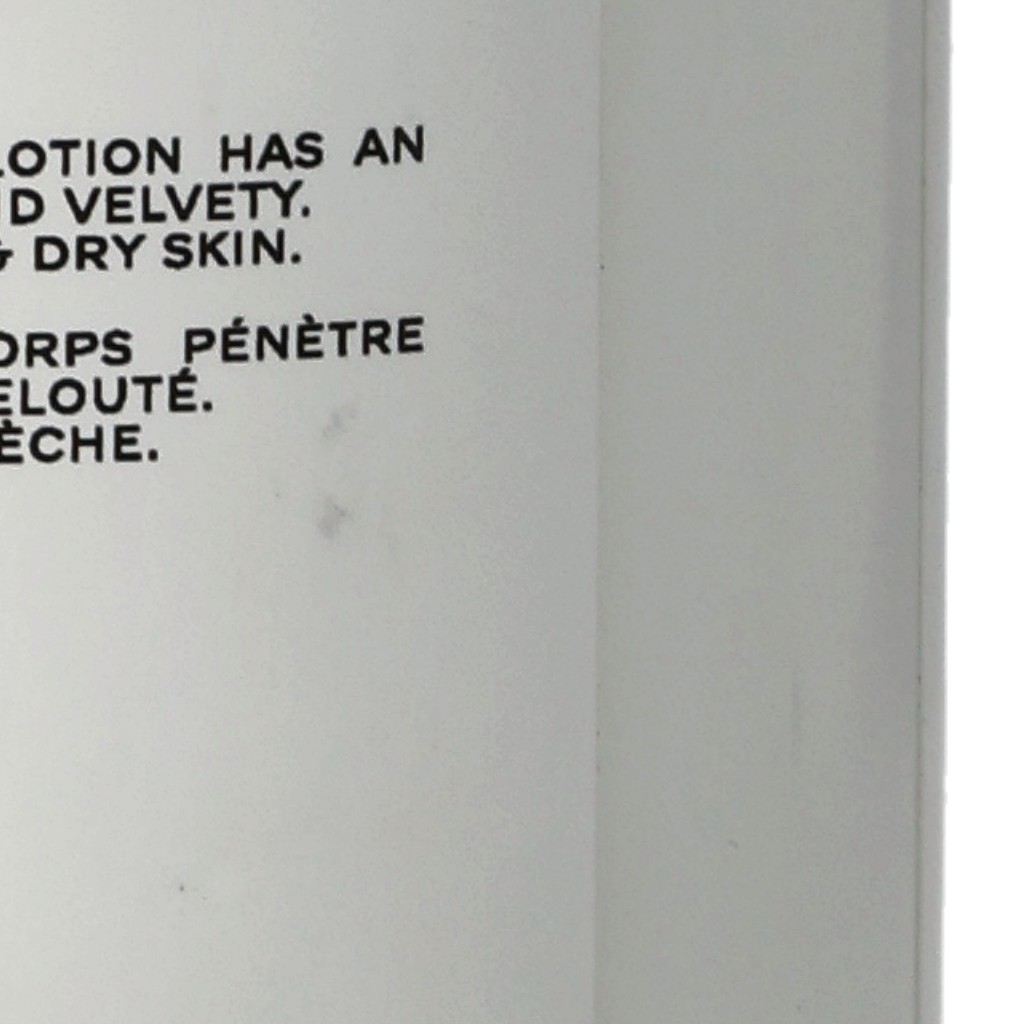 LOTION HAS AN
D VELVETY.
& DRY SKIN.
ORPS PÉNÈTRE
ELOUTÉ.
ÈCHE.